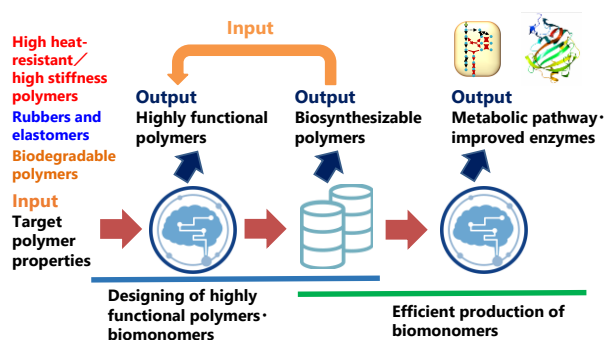 High heat-
resistant／
high stiffness
polymers
Rubbers and
elastomers
Biodegradable
polymers
Input
Target
polymer
properties
Input
Output
Highly functional
polymers
Output
Biosynthesizable
polymers
Output
Metabolic pathway・
improved enzymes
Designing of highly
functional polymers・
biomonomers
Efficient production of
biomonomers